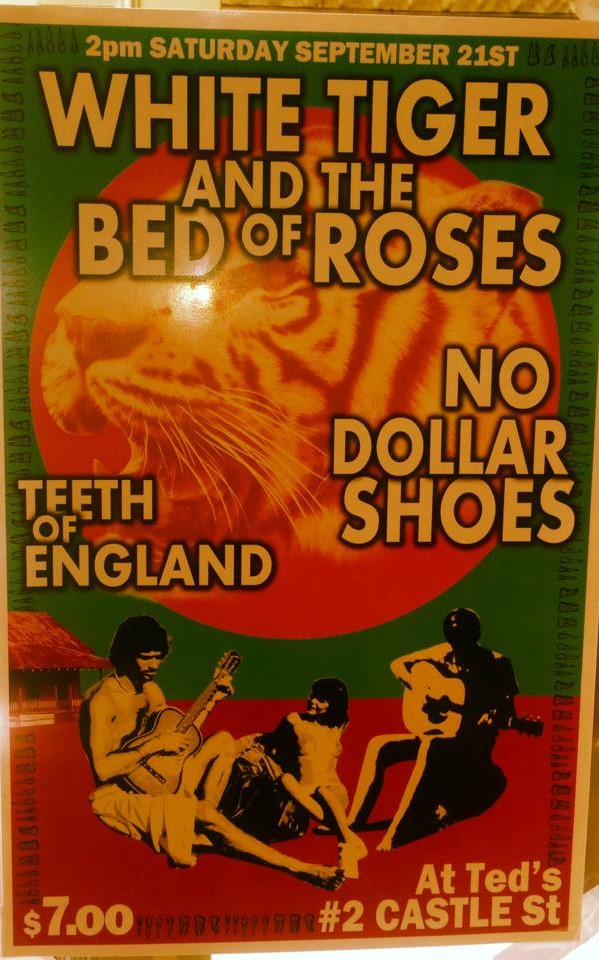 2pm SATURDAY SEPTEMBER 21ST
WHITE TIGER
AND THE
BED OF ROSES
NO
DOLLAR
SHOES
TEETH
OF
ENGLAND
At Ted's
$7.00
#2 CASTLE St